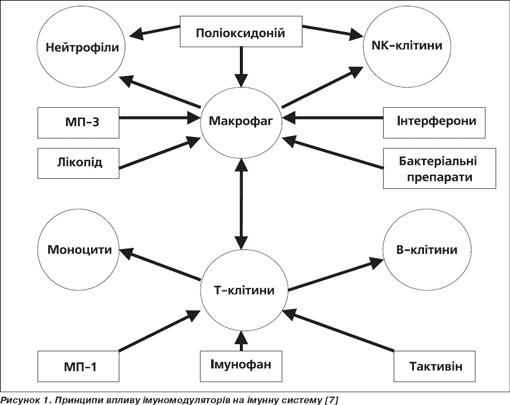 Поліоксидоній
Нейтрофіли
NK–клітини
МП–3
Макрофаг
Інтерферони
Лікопід
Бактеріальні
препарати
Моноцити
В–клітини
Т–клітини
МП–1
Імунофан
Тактивін
Рисунок 1. Принципи впливу імуномодуляторів на імунну систему [7]